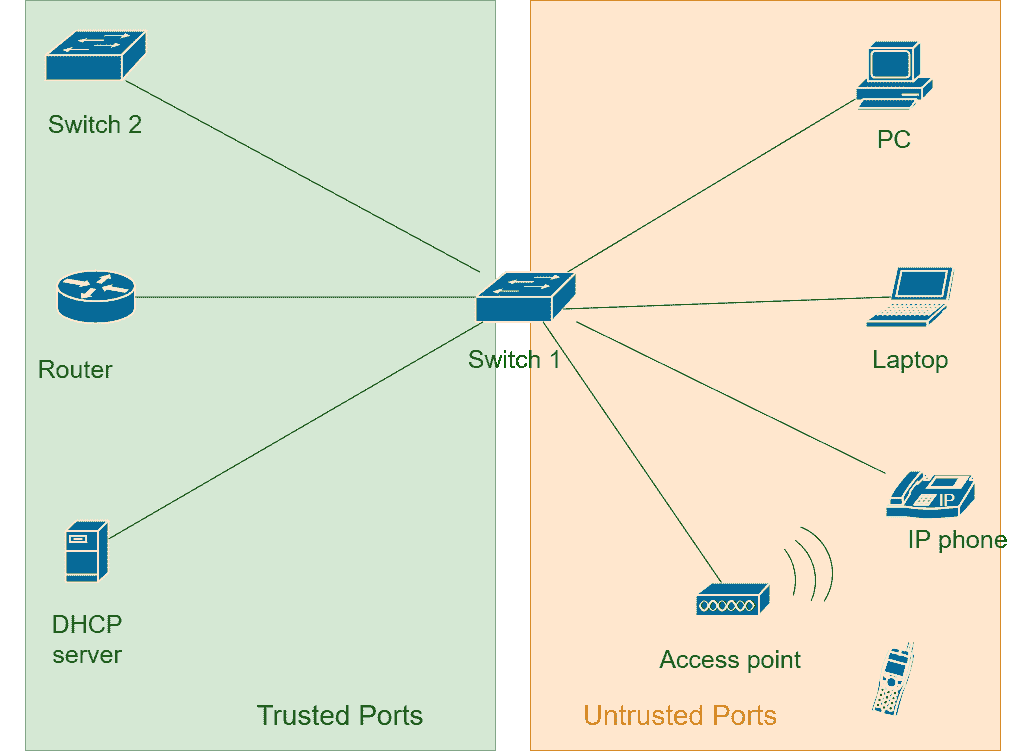 Switch 2
PC
Router
Switch 1
Laptop
IP
IP phone
DHCP
server
Access point
Trusted Ports
Untrusted Ports